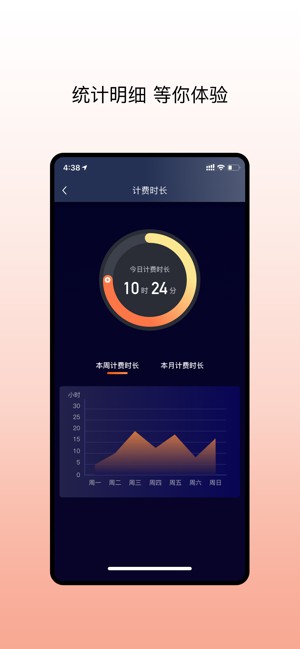 统计明细 等你体验
4:38
计费时长
今日计费时长
10 时 24 分
本周计费时长 本月计费时长
小时
30
25
20
15
10
5
0
周一 周二 周三 周四 周五 周六 周日